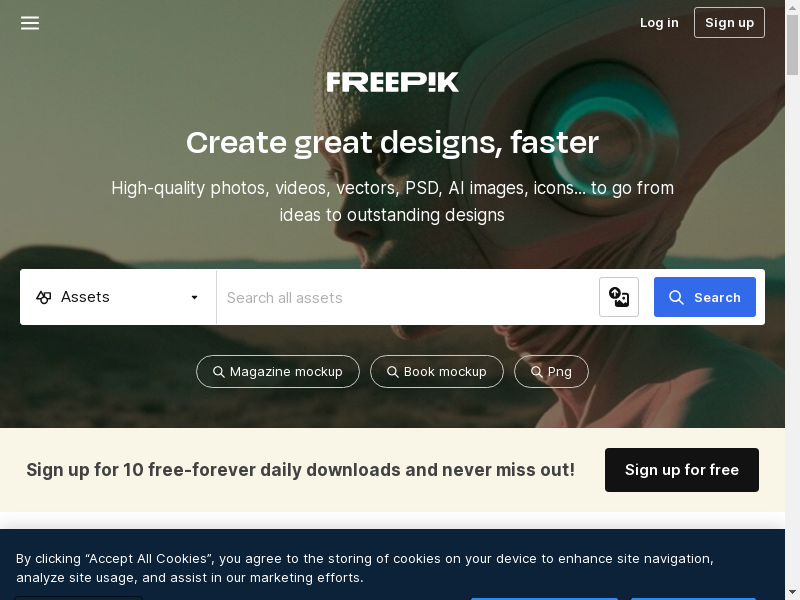 Log in
Sign up
FREEPIK
Create great designs, faster
High-quality photos, videos, vectors, PSD, AI images, icons... to go from
ideas to outstanding designs
Assets
Search all assets
Search
Magazine mockup
Book mockup
Png
Sign up for 10 free-forever daily downloads and never miss out!
Sign up for free
By clicking “Accept All Cookies”, you agree to the storing of cookies on your device to enhance site navigation,
analyze site usage, and assist in our marketing efforts.